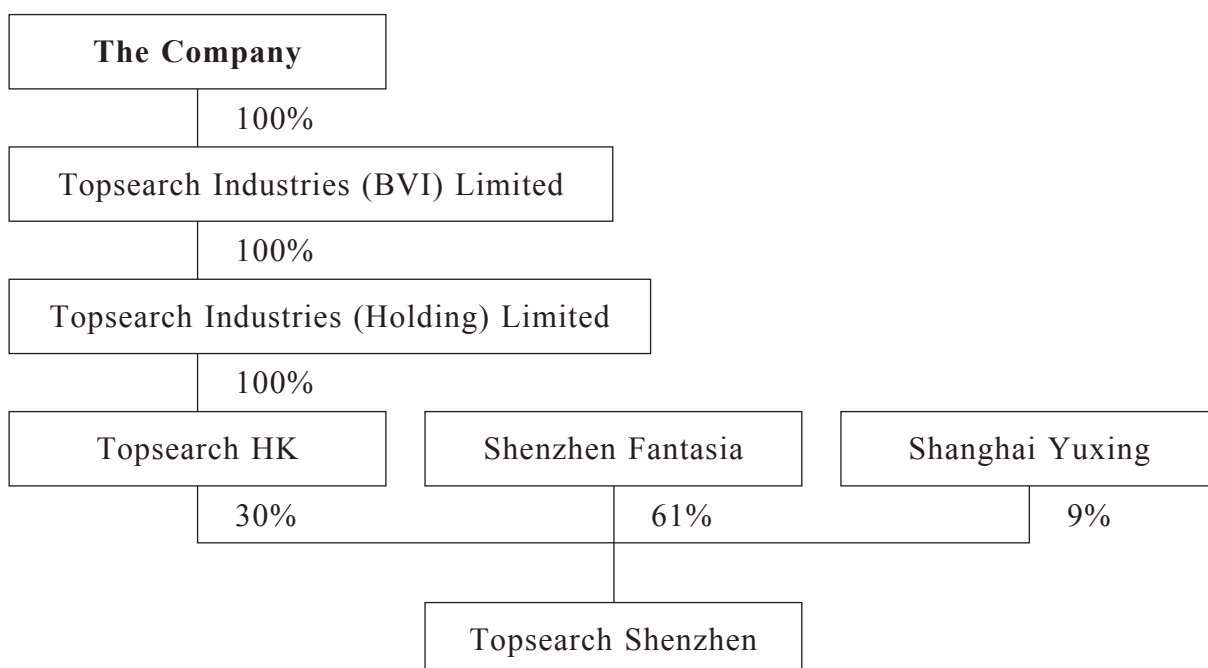 The Company
100%
Topsearch Industries (BVI) Limited
100%
Topsearch Industries (Holding) Limited
100%
Topsearch HK
Shenzhen Fantasia
Shanghai Yuxing
30%
61%
9%
Topsearch Shenzhen